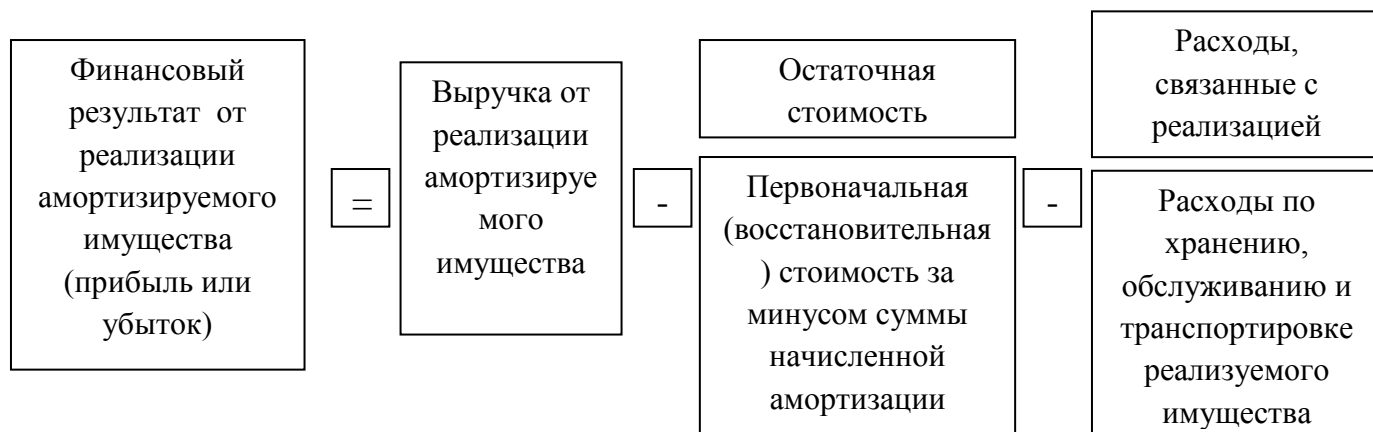 Финансовый
результат от
реализации
амортизируемого
имущества
(прибыль или
убыток)
=
Выручка от
реализации
амортизируе
мого
имущества
-
Остаточная
стоимость
Первоначальная
(восстановительная
) стоимость за
минусом суммы
начисленной
амортизации
-
Расходы,
связанные с
реализацией
Расходы по
хранению,
обслуживанию и
транспортировке
реализуемого
имущества